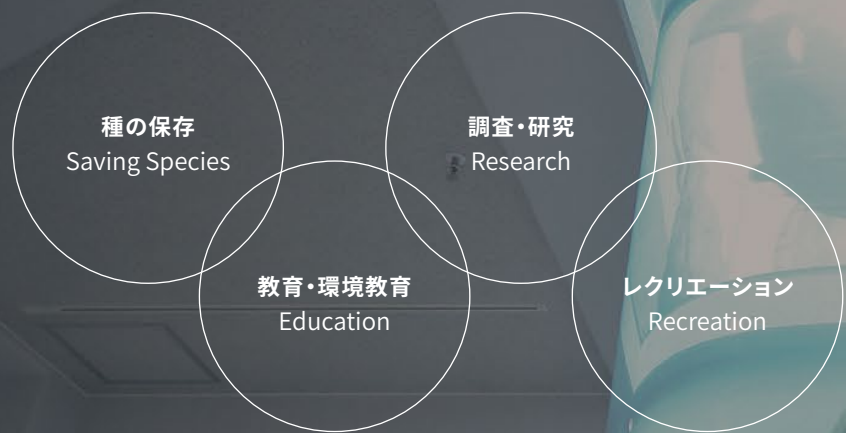 種の保存
Saving Species
調査・研究
Research
教育・環境教育
Education
レクリエーション
Recreation